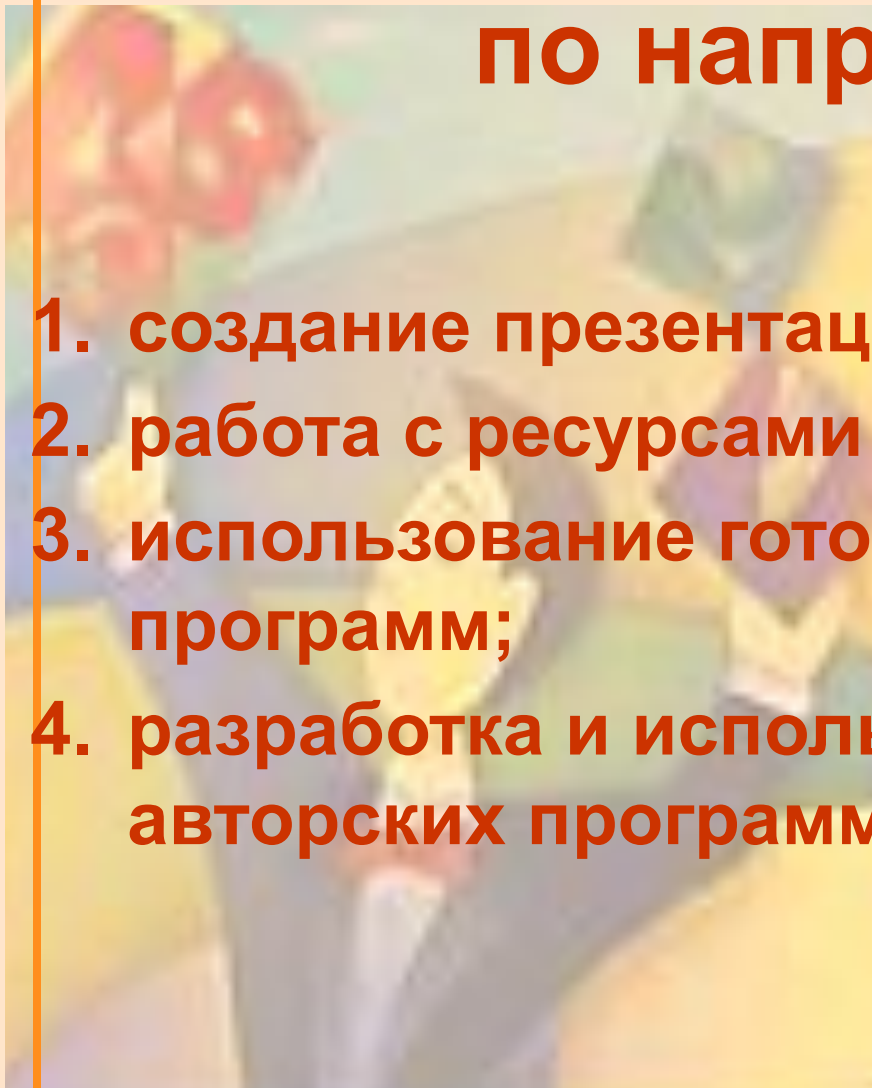 по напр
1. создание презентац
2. работа с ресурсами
3. использование гото
программ;
4. разработка и исполь
авторских программ